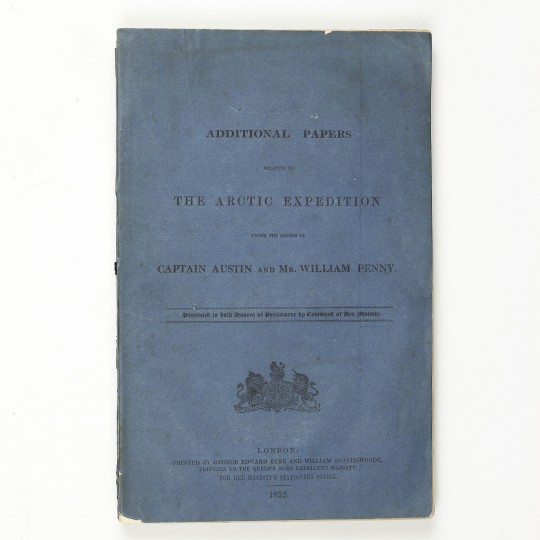 ADDITIONAL PAPERS
RELATIVE TO
THE ARCTIC EXPEDITION
UNDER THE ORDERS OF
CAPTAIN AUSTIN AND MR. WILLIAM PENNY.
Presented to both Houses of Parliament by Command of Her Majesty.
LONDON:
PRINTED BY GEORGE EDWARD EYRE AND WILLIAM SPOTTISWOODE,
PRINTERS TO THE QUEEN'S MOST EXCELLENT MAJESTY.
FOR HER MAJESTY'S STATIONERY OFFICE.
1852.